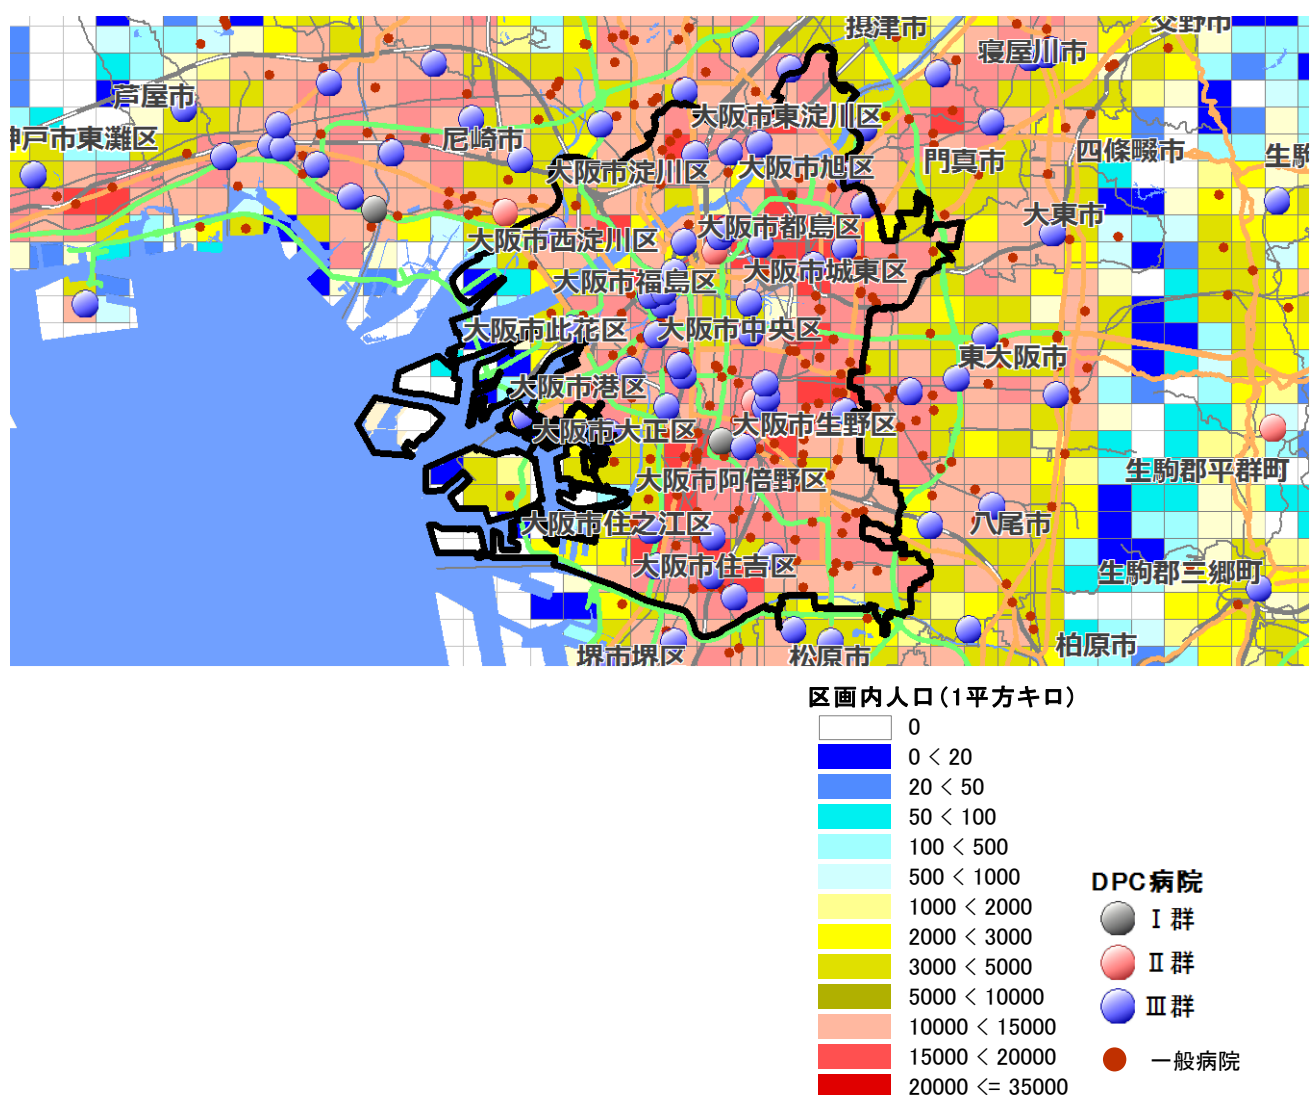 摂津市
交野市
寝屋川市
芦屋市
大阪市東淀川区
尼崎市
神戸市東灘区
四條畷市
生駒
門真市
大阪市淀川区
大阪市旭区
大東市
大阪市都島区
大阪市西淀川区
大阪市城東区
大阪市福島区
大阪市此花区
大阪市中央区
東大阪市
大阪市港区
大阪市生野区
大阪市大正区
生駒郡平群町
大阪市阿倍野区
大阪市住之江区
八尾市
大阪市住吉区
生駒郡三郷町
柏原市
堺市堺区
松原市
区画内人口(1平方キロ)
0
0 < 20
20 < 50
50 < 100
100 < 500
500 < 1000
1000 < 2000
2000 < 3000
3000 < 5000
5000 < 10000
10000 < 15000
15000 < 20000
20000 <= 35000
DPC病院
Ⅰ群
Ⅱ群
Ⅲ群
一般病院